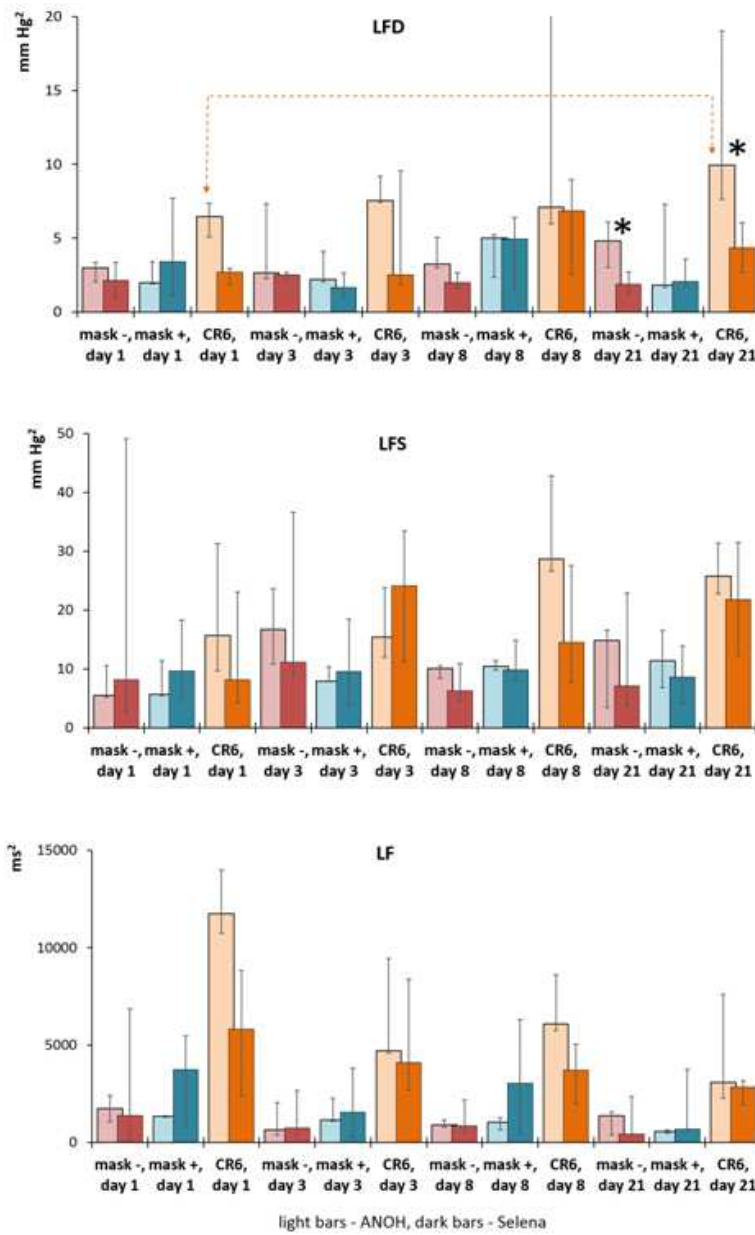 LFD
mm Hg²
20
15
10
5
0
*
*
mask -, mask +, CR6, mask -, mask +, CR6, mask -, mask +, CR6, mask -, mask +, CR6,
day 1 day 1 day 1 day 3 day 3 day 3 day 8 day 8 day 8 day 21 day 21 day 21
LFS
mm Hg²
50
40
30
20
10
0
mask -, mask +, CR6, mask -, mask +, CR6, mask -, mask +, CR6, mask -, mask +, CR6,
day 1 day 1 day 1 day 3 day 3 day 3 day 8 day 8 day 8 day 21 day 21 day 21
LF
ms²
15000
10000
5000
0
mask -, mask +, CR6, mask -, mask +, CR6, mask -, mask +, CR6, mask -, mask +, CR6,
day 1 day 1 day 1 day 3 day 3 day 3 day 8 day 8 day 8 day 21 day 21 day 21
light bars - ANOH, dark bars - Selena